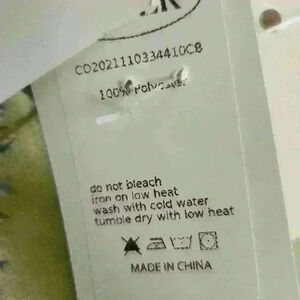 CO2021110334410C8
100% Polyester
do not bleach
iron on low heat
wash with cold water
tumble dry with low heat
MADE IN CHINA